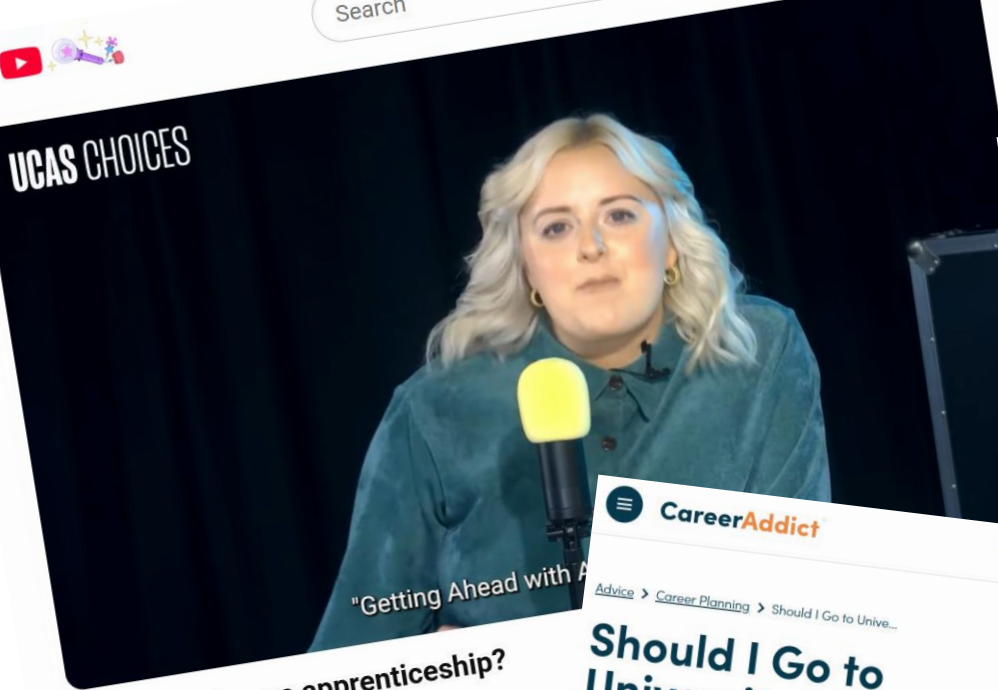 Search
UCAS CHOICES
"Getting Ahead with
apprenticeship?
CareerAddict
Advice > Career Planning > Should I Go to Unive...
Should I Go to